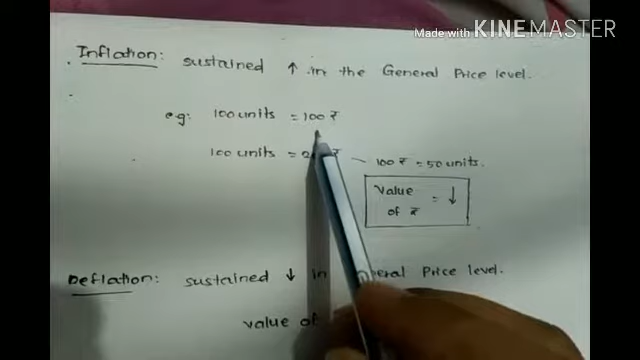 Made with KINEMASTER
Inflation: sustained ↑ in the General Price level.
eg: 100 units = 100 ₹
100 units = 2 ₹ — 100 ₹ = 50 units.
Value of ₹ = ↓
Deflation: sustained ↓ in Price level.
value of